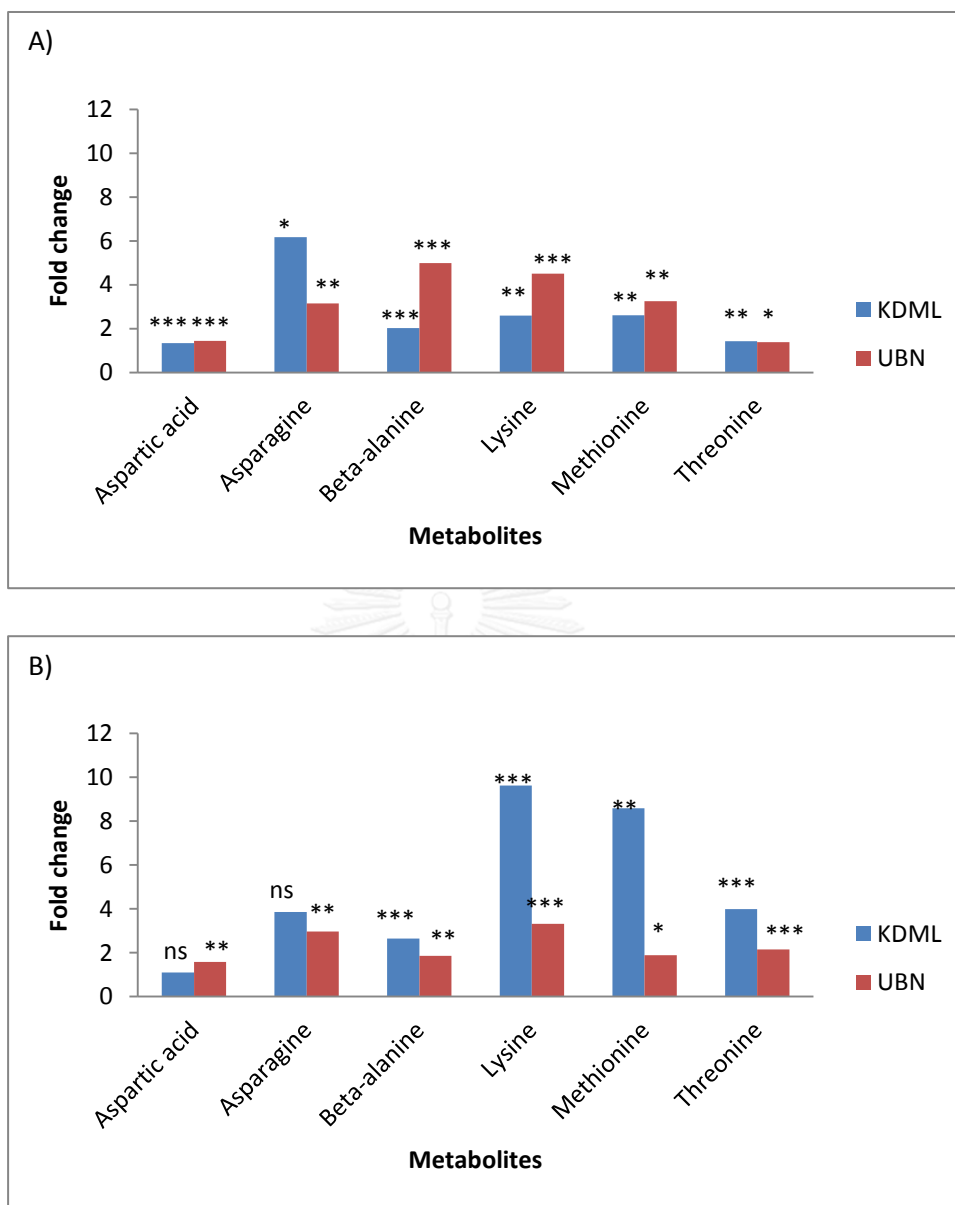 A)
12
10
8
6
4
2
0
Fold change
*** *** * ** *** *** ** *** ** ** ** *
Aspartic acid
Asparagine
Beta-alanine
Lysine
Methionine
Threonine
Metabolites
KDML
UBN
B)
12
10
8
6
4
2
0
Fold change
ns ** ns ** *** ** *** *** ** * *** ***
Aspartic acid
Asparagine
Beta-alanine
Lysine
Methionine
Threonine
Metabolites
KDML
UBN